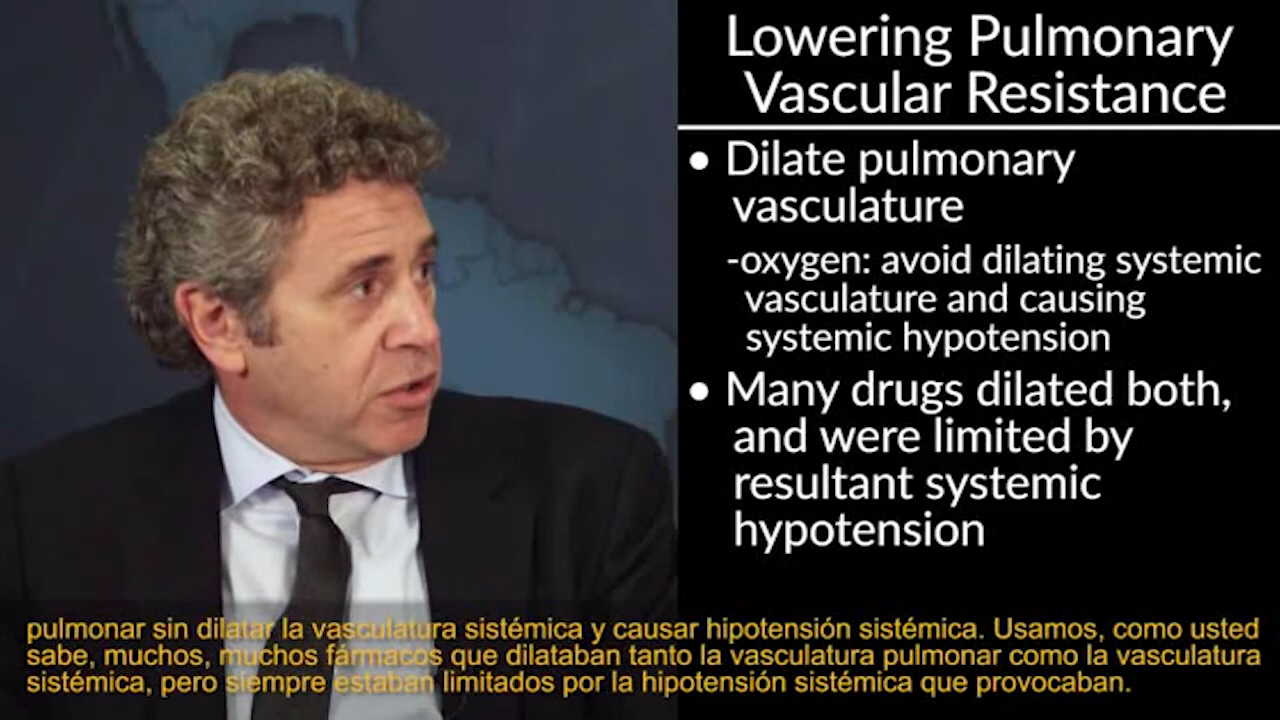 Lowering Pulmonary
Vascular Resistance
• Dilate pulmonary
vasculature
-oxygen: avoid dilating systemic
vasculature and causing
systemic hypotension
• Many drugs dilated both,
and were limited by
resultant systemic
hypotension
pulmonar sin dilatar la vasculatura sistémica y causar hipotensión sistémica. Usamos, como usted
sabe, muchos, muchos fármacos que dilataban tanto la vasculatura pulmonar como la vasculatura
sistémica, pero siempre estaban limitados por la hipotensión sistémica que provocaban.